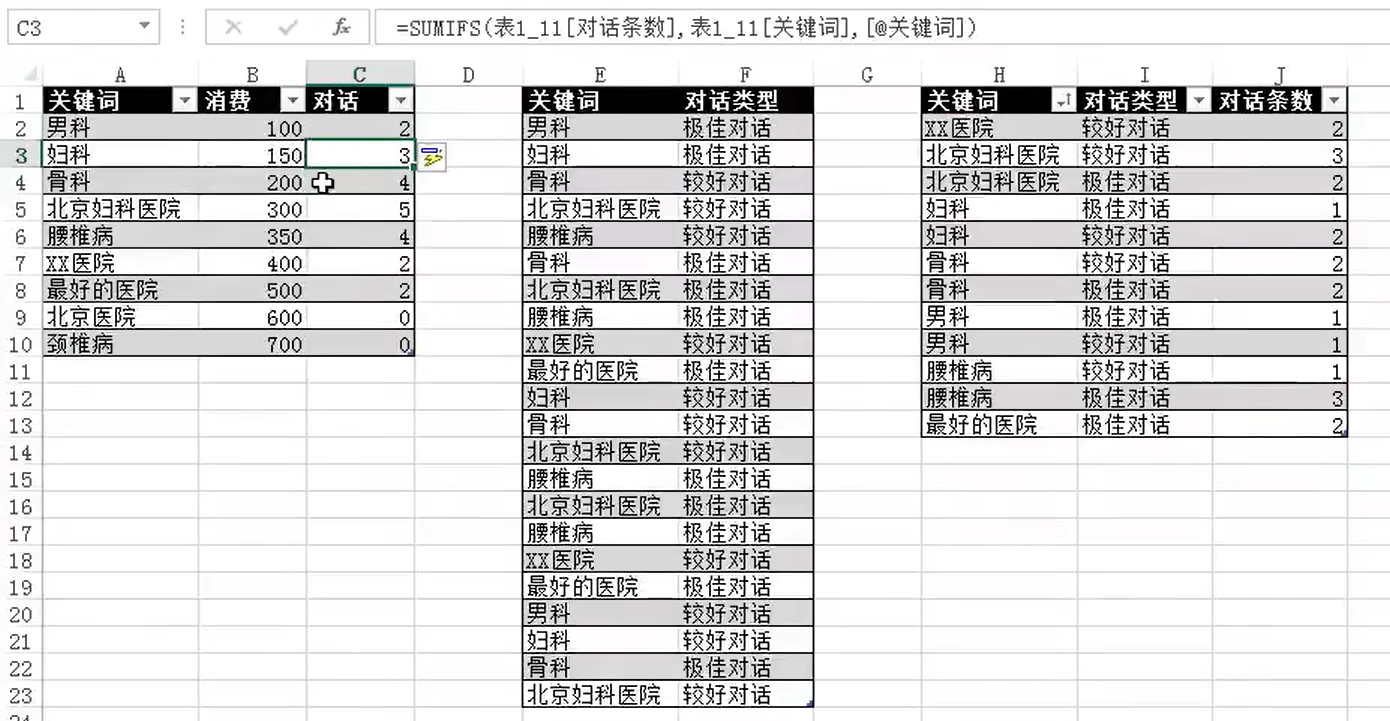 C3 =SUMIFS(表1_11[对话条数],表1_11[关键词],[@关键词])
A B C D E F G H I J
1 关键词 消费 对话 关键词 对话类型 关键词 对话类型 对话条数
2 男科 100 2 男科 极佳对话 XX医院 较好对话 2
3 妇科 150 3 妇科 极佳对话 北京妇科医院 较好对话 3
4 骨科 200 4 骨科 较好对话 北京妇科医院 极佳对话 2
5 北京妇科医院 300 5 北京妇科医院 较好对话 妇科 极佳对话 1
6 腰椎病 350 4 腰椎病 较好对话 妇科 较好对话 2
7 XX医院 400 2 骨科 极佳对话 骨科 较好对话 2
8 最好的医院 500 2 北京妇科医院 极佳对话 骨科 极佳对话 2
9 北京医院 600 0 腰椎病 极佳对话 男科 极佳对话 1
10 颈椎病 700 0 XX医院 较好对话 男科 较好对话 1
11 最好的医院 极佳对话 腰椎病 较好对话 1
12 妇科 较好对话 腰椎病 极佳对话 3
13 骨科 较好对话 最好的医院 极佳对话 2
14 北京妇科医院 较好对话
15 腰椎病 极佳对话
16 北京妇科医院 极佳对话
17 腰椎病 极佳对话
18 XX医院 较好对话
19 最好的医院 极佳对话
20 男科 较好对话
21 妇科 较好对话
22 骨科 极佳对话
23 北京妇科医院 较好对话